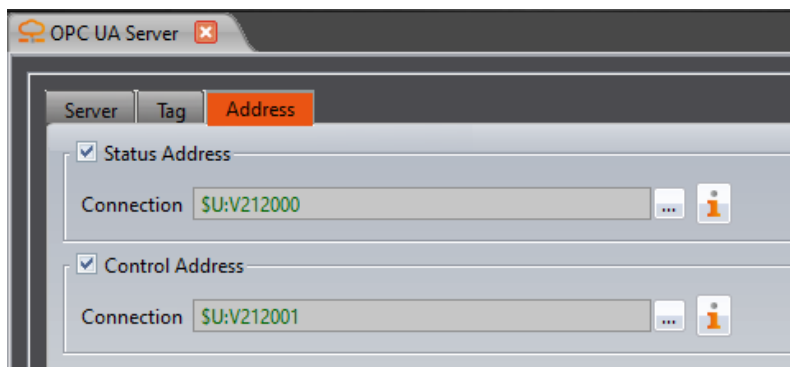 OPC UA Server
Server Tag Address
Status Address
Connection $U:V212000 ...
Control Address
Connection $U:V212001 ...